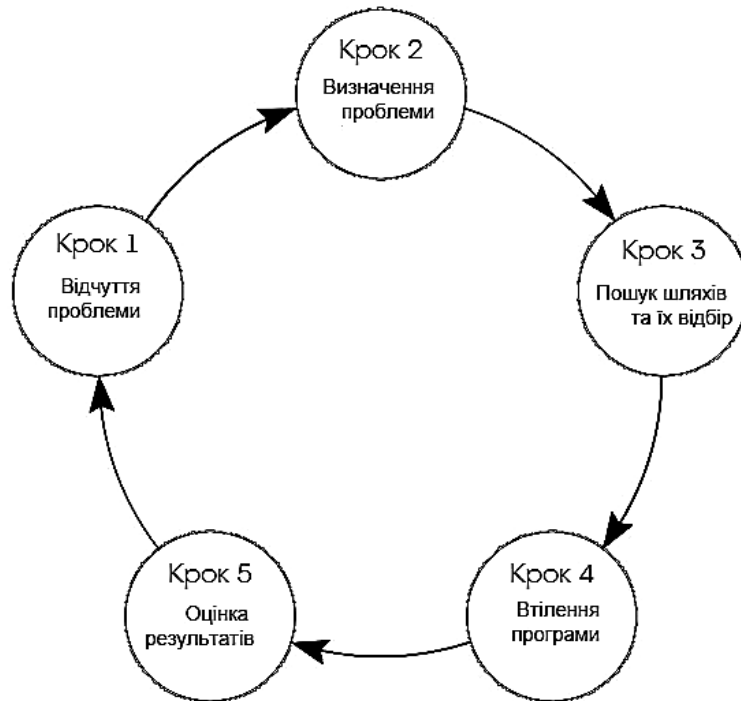 Крок 1
Відчуття
проблеми
Крок 2
Визначення
проблеми
Крок 3
Пошук шляхів
та їх відбір
Крок 4
Втілення
програми
Крок 5
Оцінка
результатів